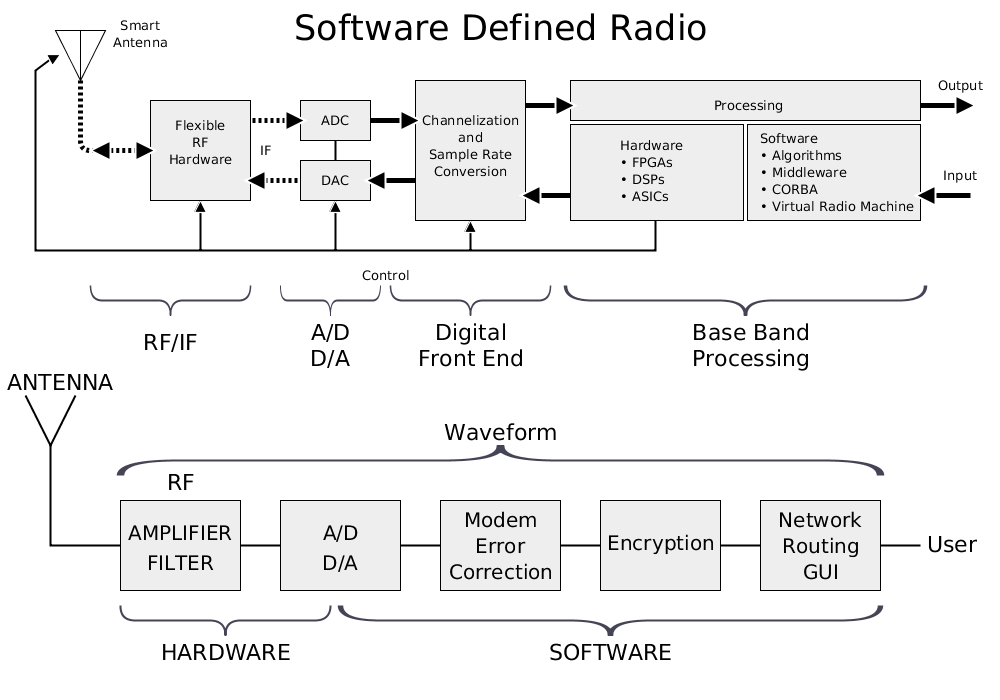 Software Defined Radio
Smart
Antenna
Flexible
RF
Hardware
IF
ADC
DAC
Channelization
and
Sample Rate
Conversion
Processing
Hardware
• FPGAs
• DSPs
• ASICs
Software
• Algorithms
• Middleware
• CORBA
• Virtual Radio Machine
Output
Input
Control
RF/IF
A/D
D/A
Digital
Front End
Base Band
Processing
ANTENNA
Waveform
RF
AMPLIFIER
FILTER
A/D
D/A
Modem
Error
Correction
Encryption
Network
Routing
GUI
User
HARDWARE
SOFTWARE